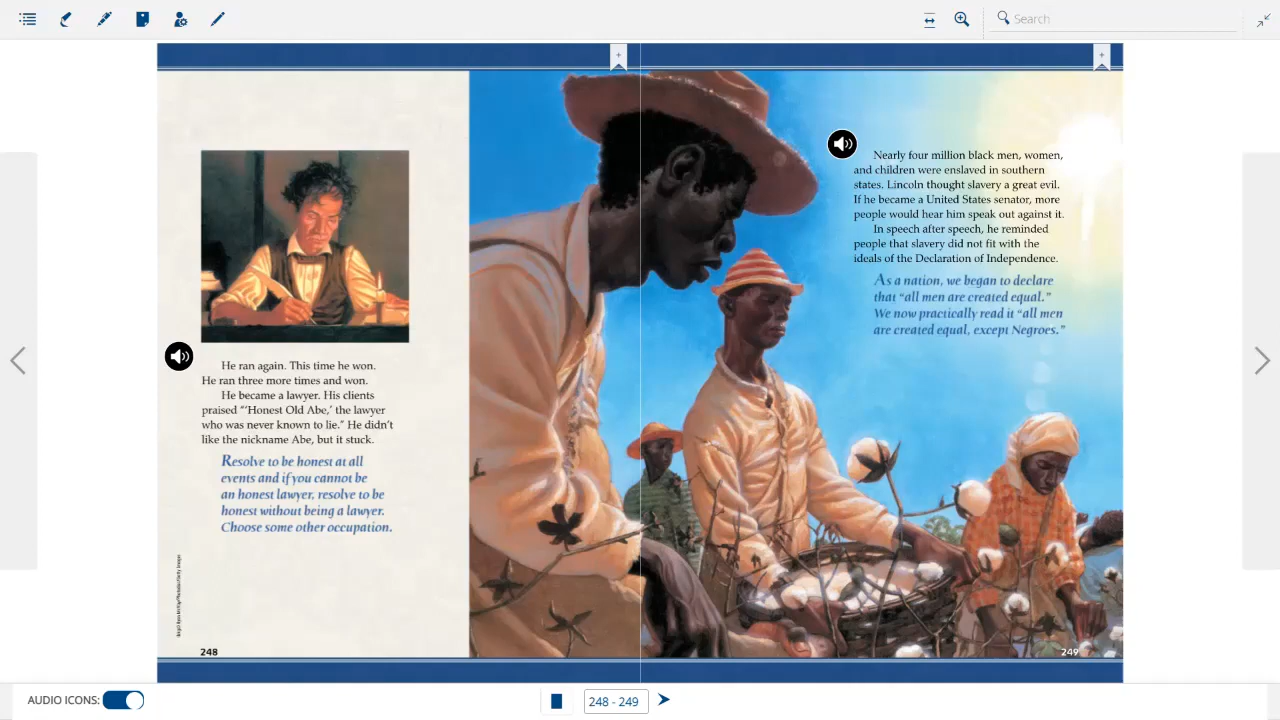 Search
He ran again. This time he won.
He ran three more times and won.
He became a lawyer. His clients
praised “‘Honest Old Abe,’ the lawyer
who was never known to lie.” He didn’t
like the nickname Abe, but it stuck.
Resolve to be honest at all
events and if you cannot be
an honest lawyer, resolve to be
honest without being a lawyer.
Choose some other occupation.
248
Nearly four million black men, women,
and children were enslaved in southern
states. Lincoln thought slavery a great evil.
If he became a United States senator, more
people would hear him speak out against it.
In speech after speech, he reminded
people that slavery did not fit with the
ideals of the Declaration of Independence.
As a nation, we began to declare
that “all men are created equal.”
We now practically read it “all men
are created equal, except Negroes.”
249
AUDIO ICONS:
248 - 249